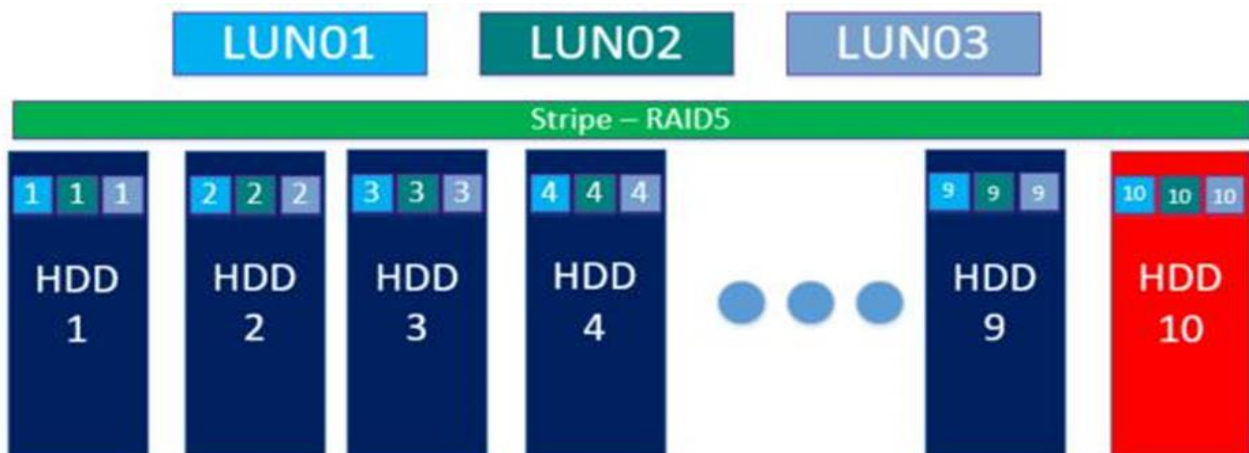 LUN01 LUN02 LUN03
Stripe – RAID5
1 1 1 2 2 2 3 3 3 4 4 4 9 9 9 10 10 10
HDD HDD HDD HDD HDD HDD
1 2 3 4 9 10